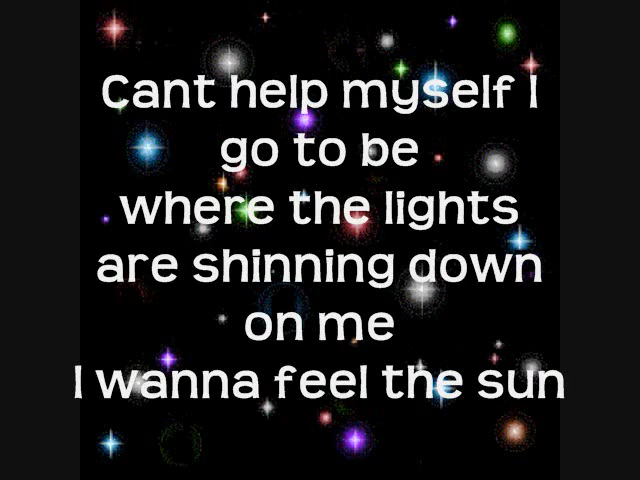 Cant help myself I
go to be
where the lights
are shinning down
on me
I wanna feel the sun